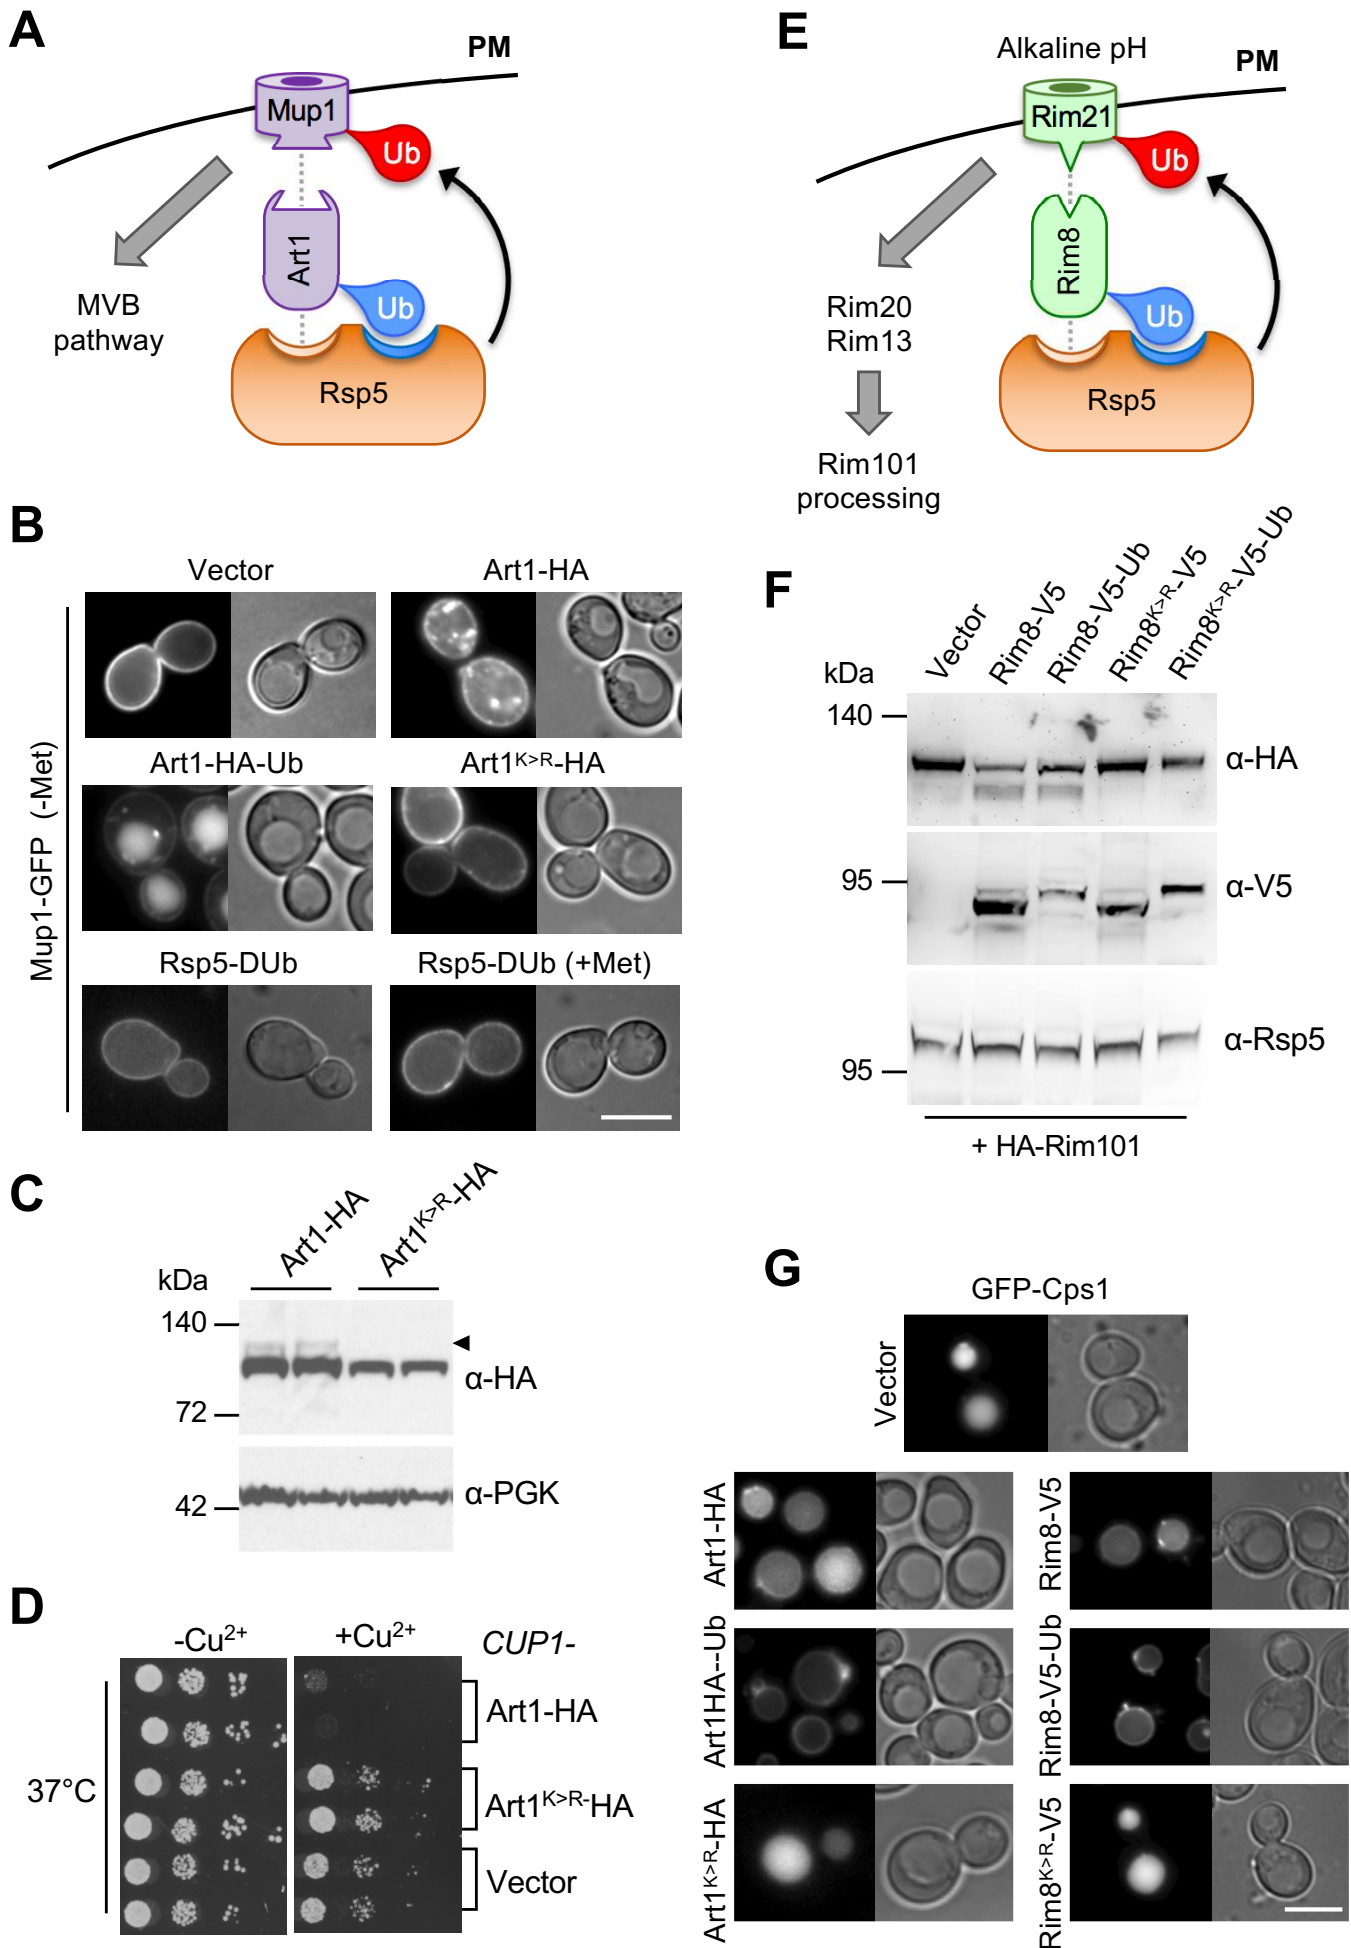 A
PM
Mup1
Ub
Art1
Ub
MVB
pathway
Rsp5
E
Alkaline pH
PM
Rim21
Ub
Rim8
Ub
Rim20
Rim13
Rsp5
Rim101
processing
B
Mup1-GFP (-Met)
Vector
Art1-HA
Art1-HA-Ub
Art1K>R-HA
Rsp5-DUb
Rsp5-DUb (+Met)
F
Vector
Rim8-V5
Rim8-V5-Ub
Rim8K>R-V5
Rim8K>R-V5-Ub
kDa
140
α-HA
95
α-V5
α-Rsp5
95
+ HA-Rim101
C
Art1-HA
Art1K>R-HA
kDa
140
α-HA
72
α-PGK
42
D
-Cu2+
+Cu2+
CUP1-
37°C
Art1-HA
Art1K>R-HA
Vector
G
GFP-Cps1
Vector
Art1-HA
Rim8-V5
Art1HA--Ub
Rim8-V5-Ub
Art1K>R-HA
Rim8K>R-V5